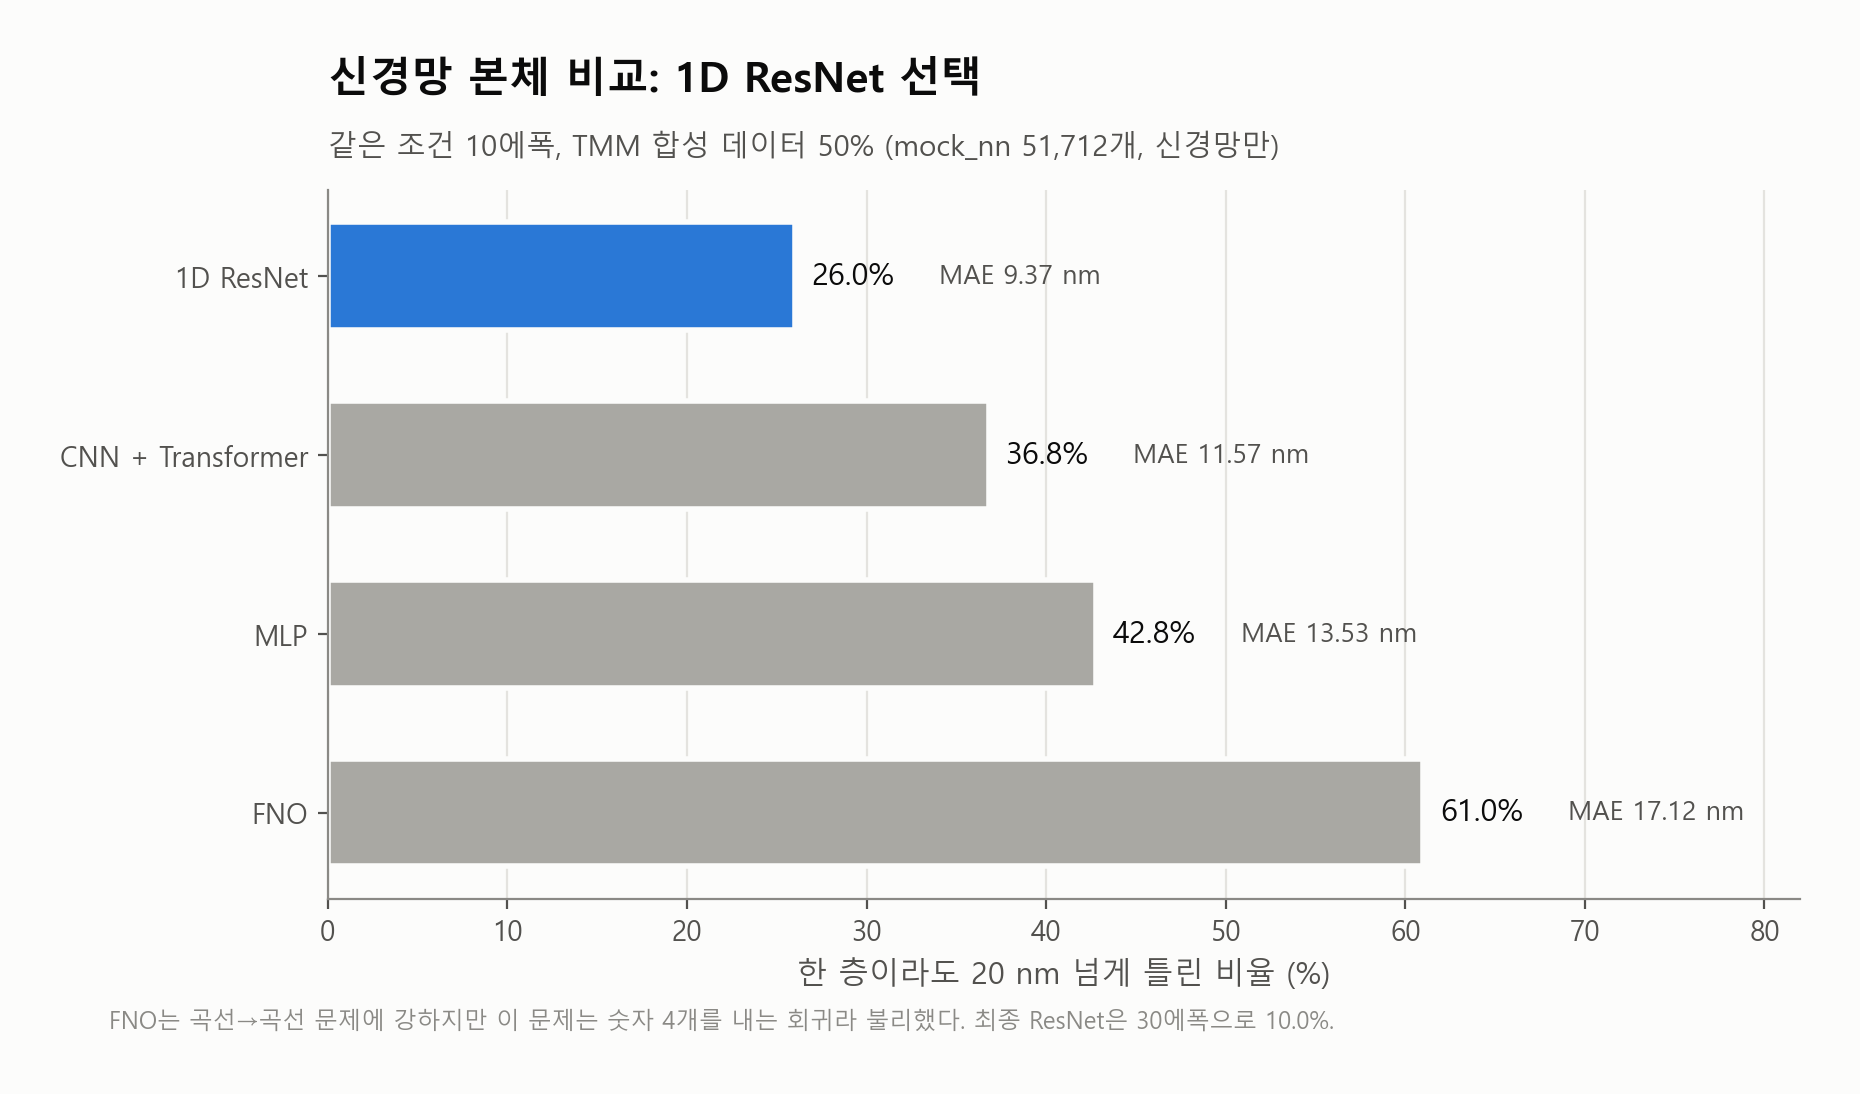 신경망 본체 비교: 1D ResNet 선택
같은 조건 10에폭, TMM 합성 데이터 50% (mock_nn 51,712개, 신경망만)
1D ResNet 26.0% MAE 9.37 nm
CNN + Transformer 36.8% MAE 11.57 nm
MLP 42.8% MAE 13.53 nm
FNO 61.0% MAE 17.12 nm
0 10 20 30 40 50 60 70 80
한 층이라도 20 nm 넘게 틀린 비율 (%)
FNO는 곡선→곡선 문제에 강하지만 이 문제는 숫자 4개를 내는 회귀라 불리했다. 최종 ResNet은 30에폭으로 10.0%.